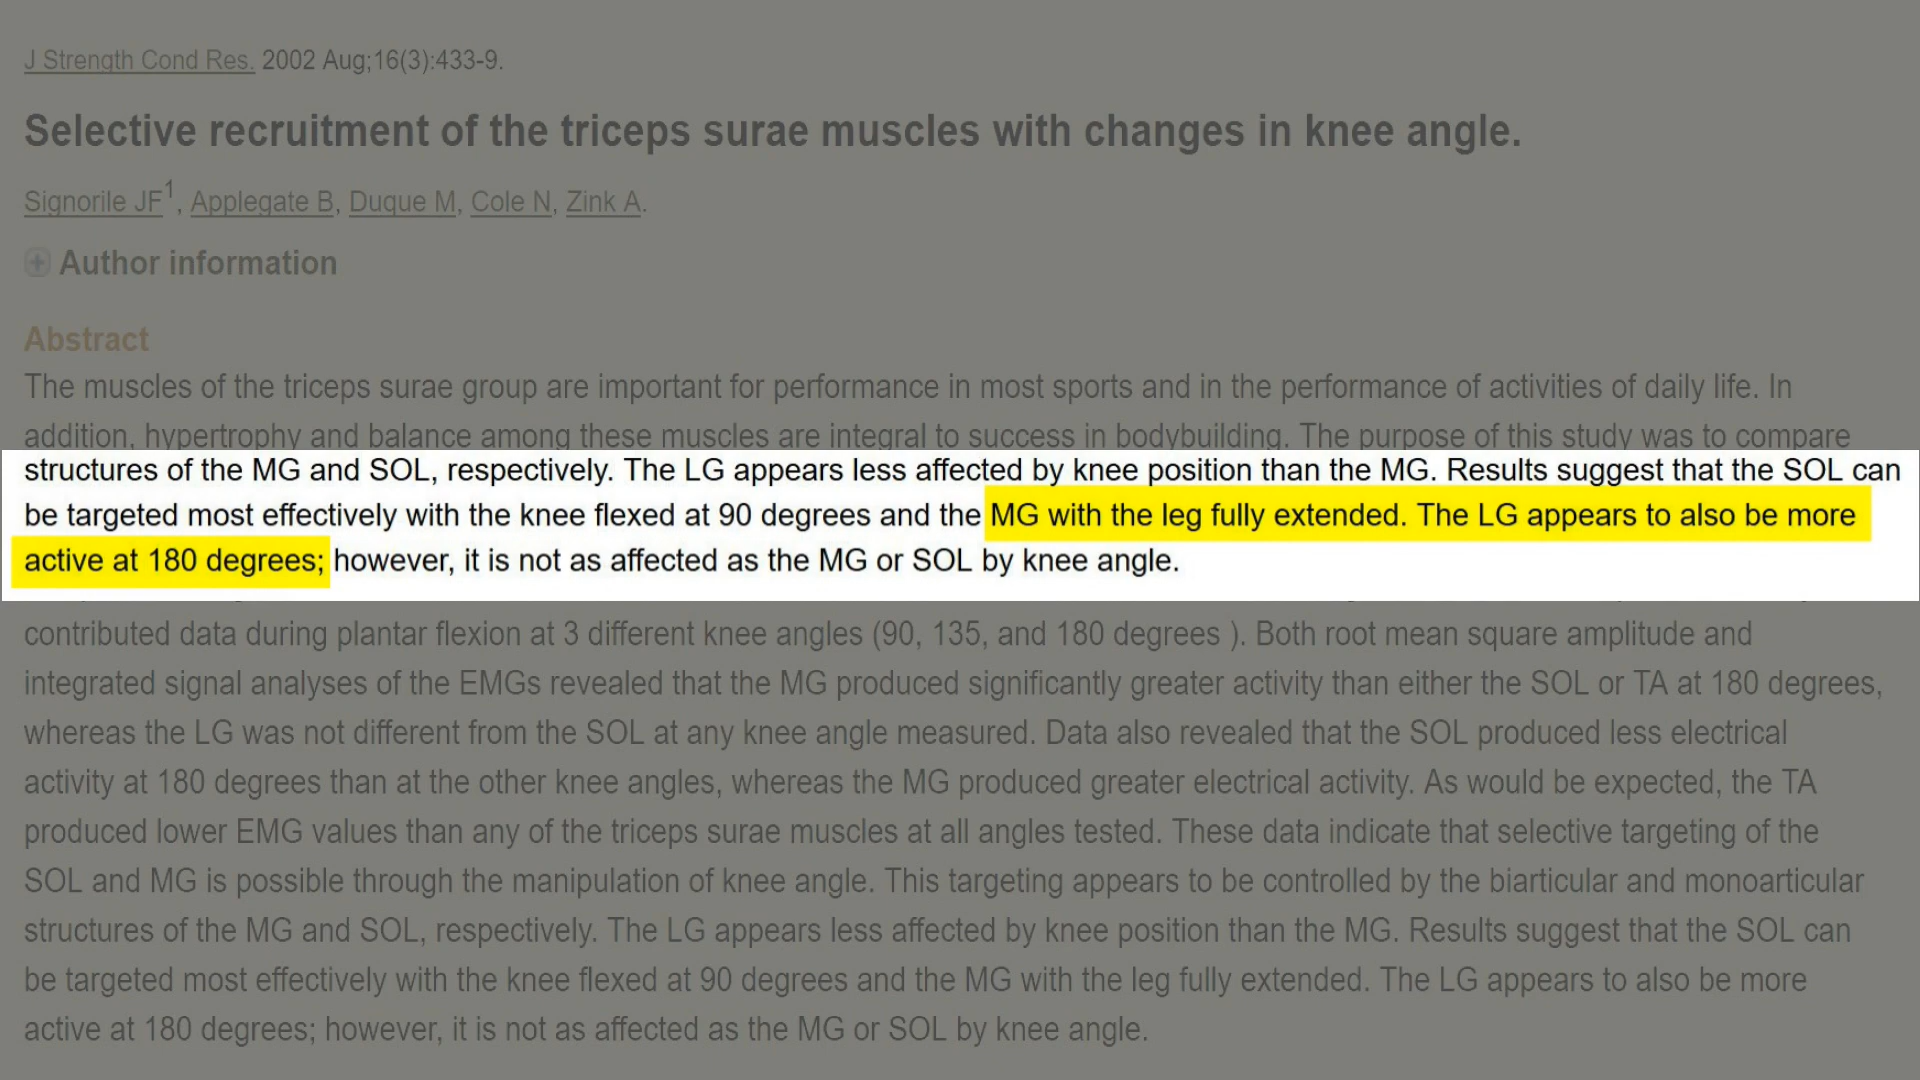 J Strength Cond Res. 2002 Aug;16(3):433-9.
Selective recruitment of the triceps surae muscles with changes in knee angle.
Signorile JF1, Applegate B, Duque M, Cole N, Zink A.
Author information
Abstract
The muscles of the triceps surae group are important for performance in most sports and in the performance of activities of daily life. In
addition, hypertrophy and balance among these muscles are integral to success in bodybuilding. The purpose of this study was to compare
structures of the MG and SOL, respectively. The LG appears less affected by knee position than the MG. Results suggest that the SOL can
be targeted most effectively with the knee flexed at 90 degrees and the MG with the leg fully extended. The LG appears to also be more
active at 180 degrees; however, it is not as affected as the MG or SOL by knee angle.
contributed data during plantar flexion at 3 different knee angles (90, 135, and 180 degrees ). Both root mean square amplitude and
integrated signal analyses of the EMGs revealed that the MG produced significantly greater activity than either the SOL or TA at 180 degrees,
whereas the LG was not different from the SOL at any knee angle measured. Data also revealed that the SOL produced less electrical
activity at 180 degrees than at the other knee angles, whereas the MG produced greater electrical activity. As would be expected, the TA
produced lower EMG values than any of the triceps surae muscles at all angles tested. These data indicate that selective targeting of the
SOL and MG is possible through the manipulation of knee angle. This targeting appears to be controlled by the biarticular and monoarticular
structures of the MG and SOL, respectively. The LG appears less affected by knee position than the MG. Results suggest that the SOL can
be targeted most effectively with the knee flexed at 90 degrees and the MG with the leg fully extended. The LG appears to also be more
active at 180 degrees; however, it is not as affected as the MG or SOL by knee angle.